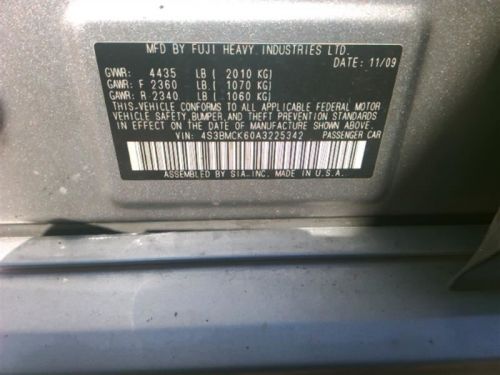 MFD BY FUJI HEAVY INDUSTRIES LTD.
DATE: 11/09
GVWR: 4435 LB ( 2010 KG)
GAWR: F 2360 LB ( 1070 KG)
GAWR: R 2340 LB ( 1060 KG)
THIS-VEHICLE CONFORMS TO ALL APPLICABLE FEDERAL MOTOR
VEHICLE SAFETY, BUMPER, AND THEFT PREVENTION STANDARDS
IN EFFECT ON THE DATE OF MANUFACTURE SHOWN ABOVE.
VIN: 4S3BMCK60A3225342 PASSENGER CAR
ASSEMBLED BY SIA, INC. MADE IN U.S.A.